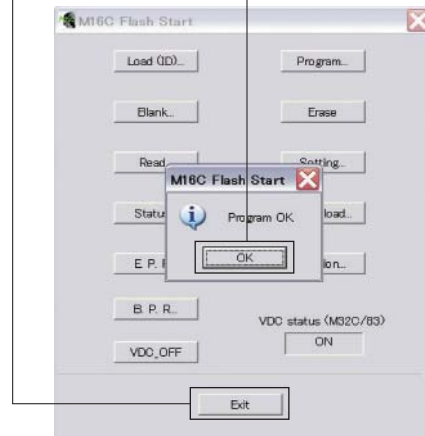 M16C Flash Start
Load (ID)... Program...
Blank... Erase
Read... Setting...
M16C Flash Start
Program OK
OK
E. P. R
B. P. R...
VDC status (M32C/83)
ON
VDC_OFF
Exit